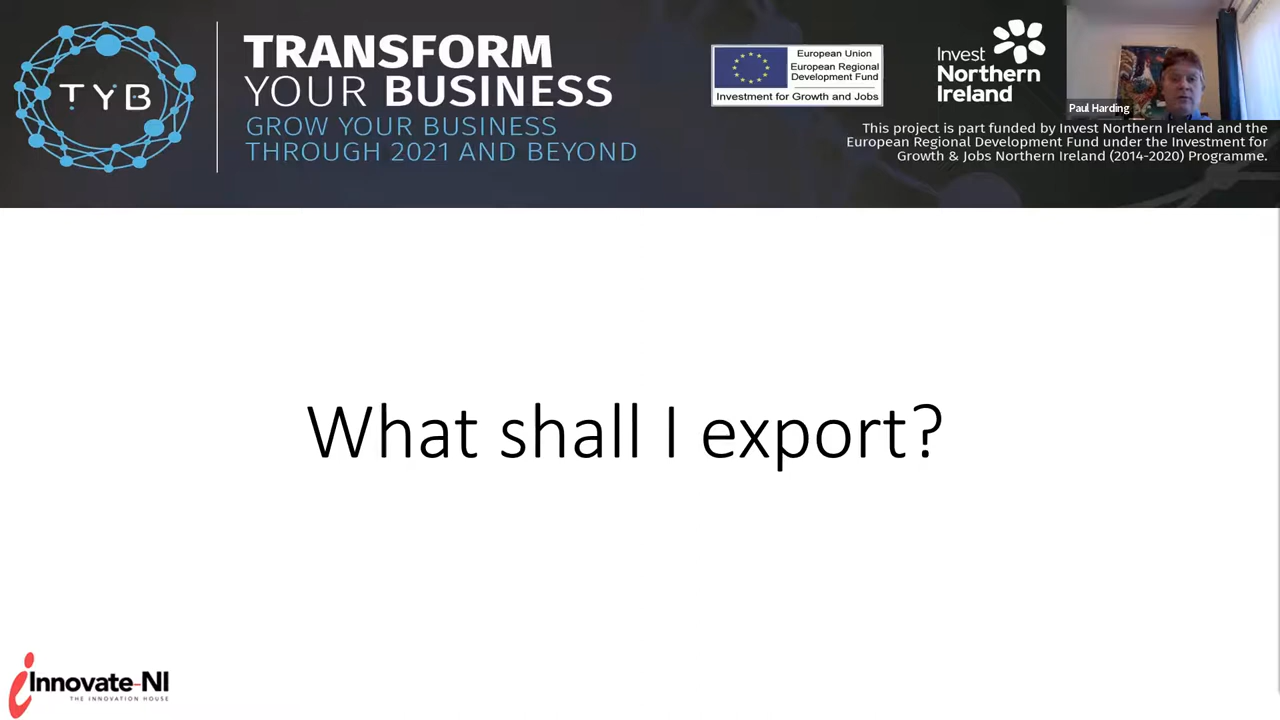 TYB
TRANSFORM
YOUR BUSINESS
GROW YOUR BUSINESS
THROUGH 2021 AND BEYOND
European Union
European Regional
Development Fund
Investment for Growth and Jobs
Invest
Northern
Ireland
Paul Harding
This project is part funded by Invest Northern Ireland and the
European Regional Development Fund under the Investment for
Growth & Jobs Northern Ireland (2014-2020) Programme.
What shall I export?
innovate-NI
THE INNOVATION HOUSE